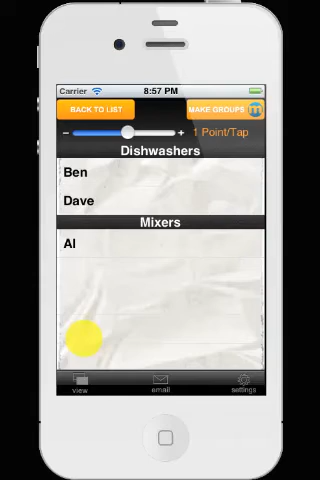 Carrier 8:57 PM
BACK TO LIST MAKE GROUPS m
− + 1 Point/Tap
Dishwashers
Ben
Dave
Mixers
Al
view email settings